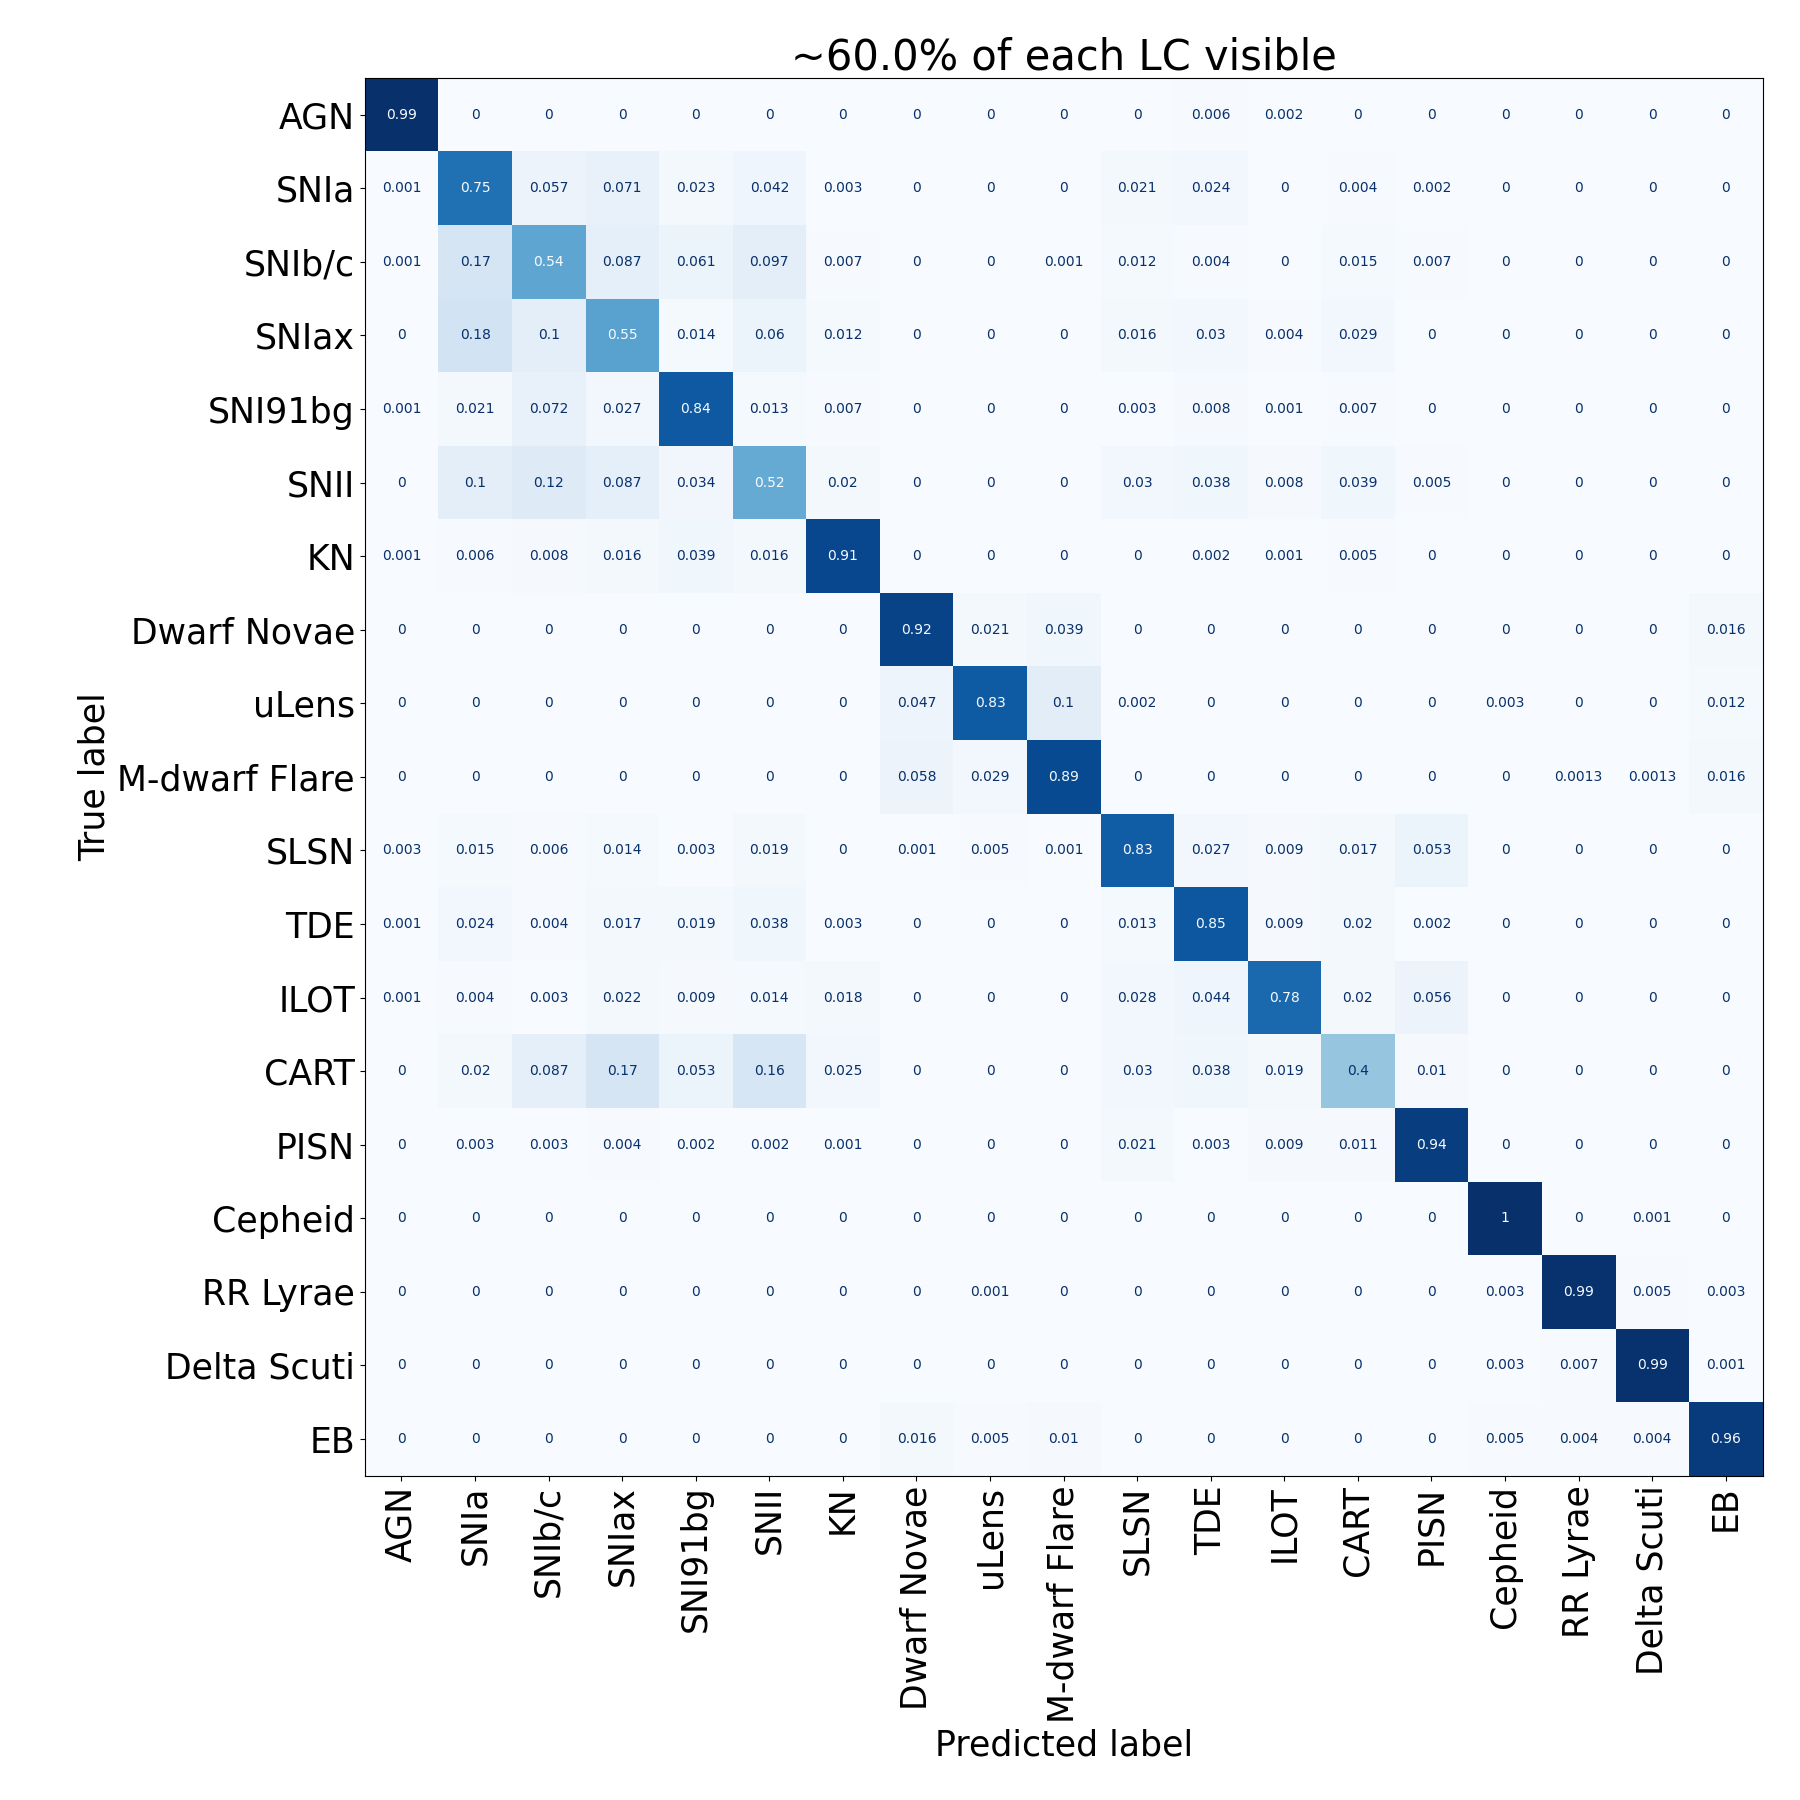 ~60.0% of each LC visible
AGN 0.99 0 0 0 0 0 0 0 0 0 0 0.006 0.002 0 0 0 0 0 0
SNIa 0.001 0.75 0.057 0.071 0.023 0.042 0.003 0 0 0 0.021 0.024 0 0.004 0.002 0 0 0 0
SNIb/c 0.001 0.17 0.54 0.087 0.061 0.097 0.007 0 0 0.001 0.012 0.004 0 0.015 0.007 0 0 0 0
SNIax 0 0.18 0.1 0.55 0.014 0.06 0.012 0 0 0 0.016 0.03 0.004 0.029 0 0 0 0 0
SNI91bg 0.001 0.021 0.072 0.027 0.84 0.013 0.007 0 0 0 0.003 0.008 0.001 0.007 0 0 0 0 0
SNII 0 0.1 0.12 0.087 0.034 0.52 0.02 0 0 0 0.03 0.038 0.008 0.039 0.005 0 0 0 0
KN 0.001 0.006 0.008 0.016 0.039 0.016 0.91 0 0 0 0 0.002 0.001 0.005 0 0 0 0 0
Dwarf Novae 0 0 0 0 0 0 0 0.92 0.021 0.039 0 0 0 0 0 0 0 0 0.016
uLens 0 0 0 0 0 0 0 0.047 0.83 0.1 0.002 0 0 0 0 0.003 0 0 0.012
M-dwarf Flare 0 0 0 0 0 0 0 0.058 0.029 0.89 0 0 0 0 0 0 0.0013 0.0013 0.016
SLSN 0.003 0.015 0.006 0.014 0.003 0.019 0 0.001 0.005 0.001 0.83 0.027 0.009 0.017 0.053 0 0 0 0
TDE 0.001 0.024 0.004 0.017 0.019 0.038 0.003 0 0 0 0.013 0.85 0.009 0.02 0.002 0 0 0 0
ILOT 0.001 0.004 0.003 0.022 0.009 0.014 0.018 0 0 0 0.028 0.044 0.78 0.02 0.056 0 0 0 0
CART 0 0.02 0.087 0.17 0.053 0.16 0.025 0 0 0 0.03 0.038 0.019 0.4 0.01 0 0 0 0
PISN 0 0.003 0.003 0.004 0.002 0.002 0.001 0 0 0 0.021 0.003 0.009 0.011 0.94 0 0 0 0
Cepheid 0 0 0 0 0 0 0 0 0 0 0 0 0 0 0 1 0 0.001 0
RR Lyrae 0 0 0 0 0 0 0 0 0.001 0 0 0 0 0 0 0.003 0.99 0.005 0.003
Delta Scuti 0 0 0 0 0 0 0 0 0 0 0 0 0 0 0 0.003 0.007 0.99 0.001
EB 0 0 0 0 0 0 0 0.016 0.005 0.01 0 0 0 0 0 0.005 0.004 0.004 0.96
True label
AGN SNIa SNIb/c SNIax SNI91bg SNII KN Dwarf Novae uLens M-dwarf Flare SLSN TDE ILOT CART PISN Cepheid RR Lyrae Delta Scuti EB
Predicted label